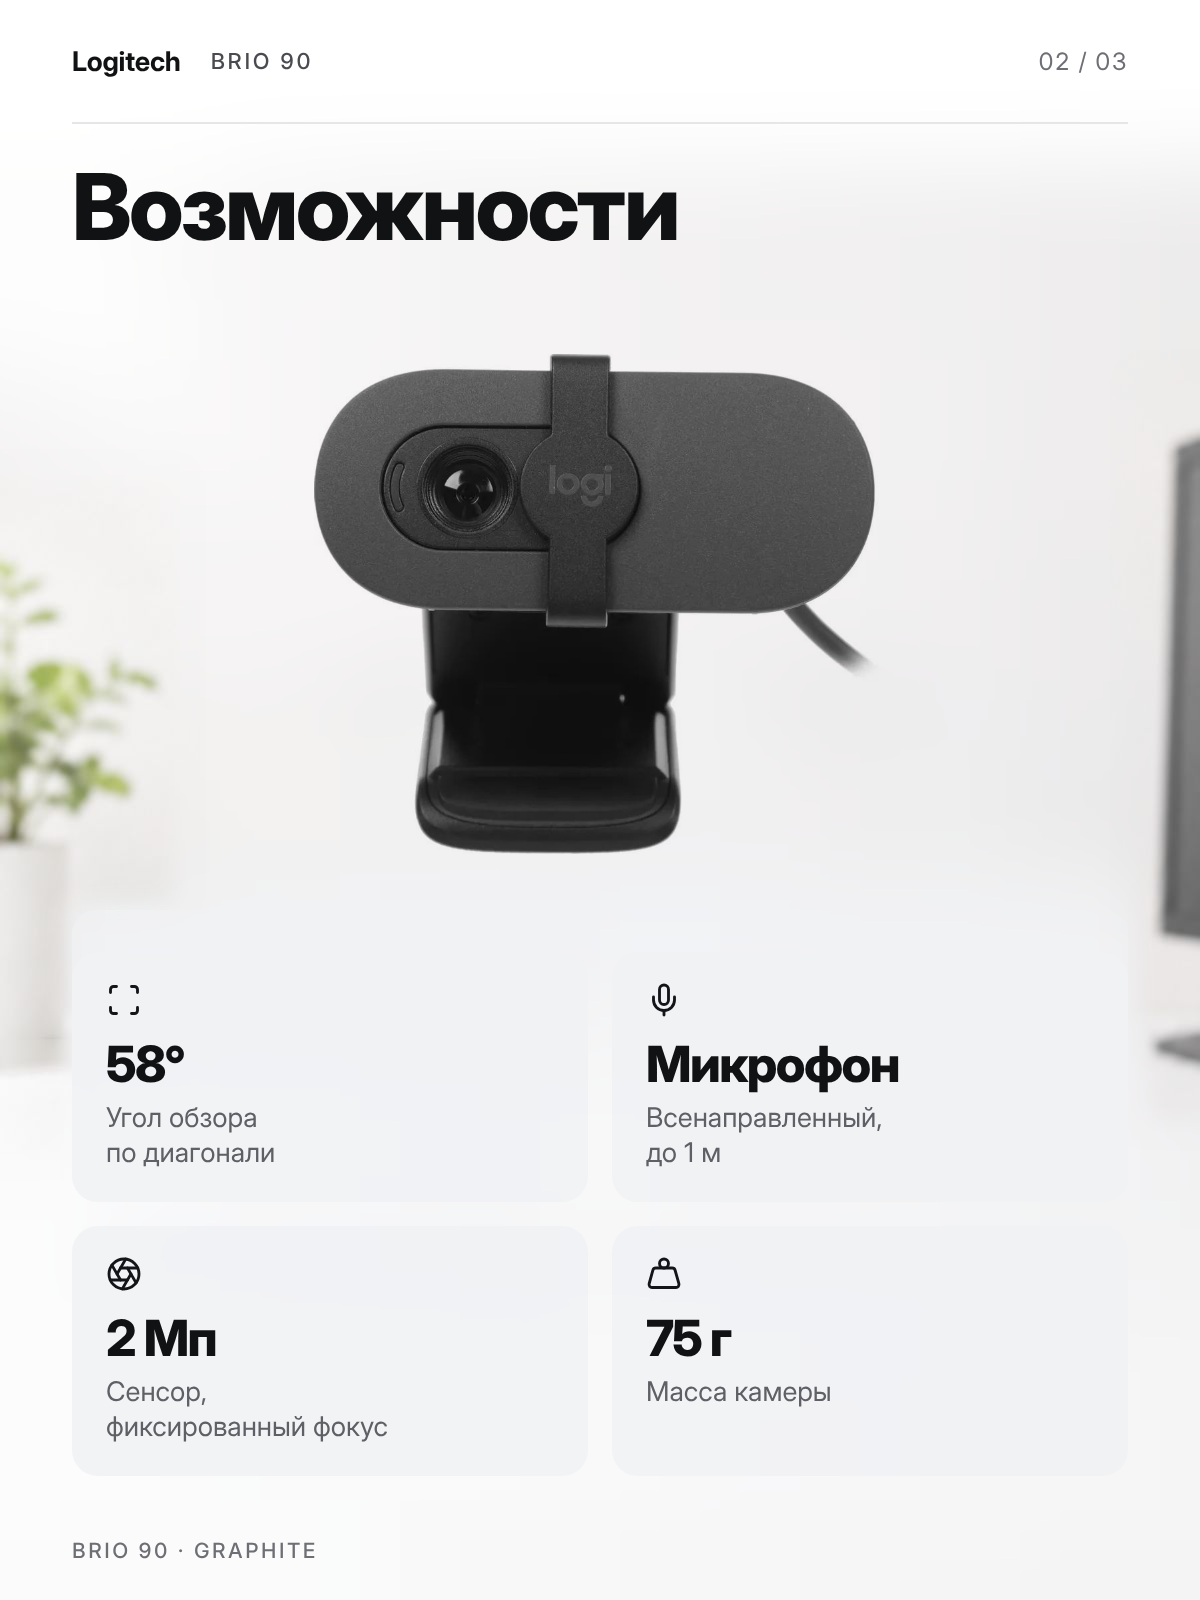 Logitech BRIO 90 02 / 03
Возможности
logi
58°
Угол обзора
по диагонали
Микрофон
Всенаправленный,
до 1 м
2 Мп
Сенсор,
фиксированный фокус
75 г
Масса камеры
BRIO 90 · GRAPHITE